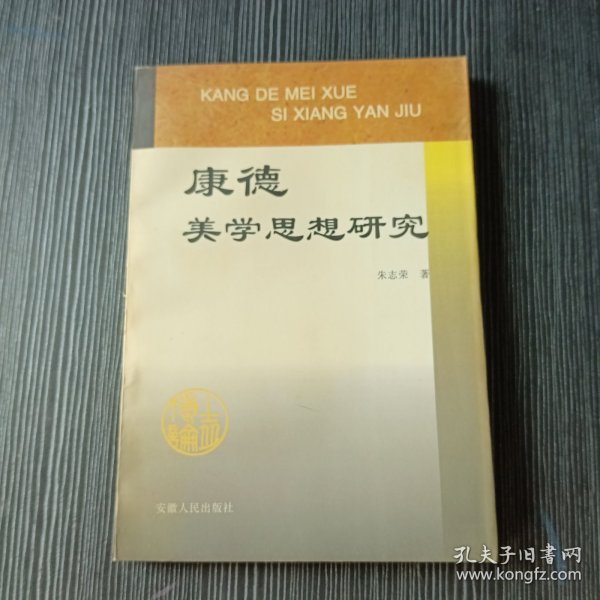 KANG DE MEI XUE
SI XIANG YAN JIU
康德
美学思想研究
朱志荣 著
安徽人民出版社
孔夫子旧書网
www.kongfz.com